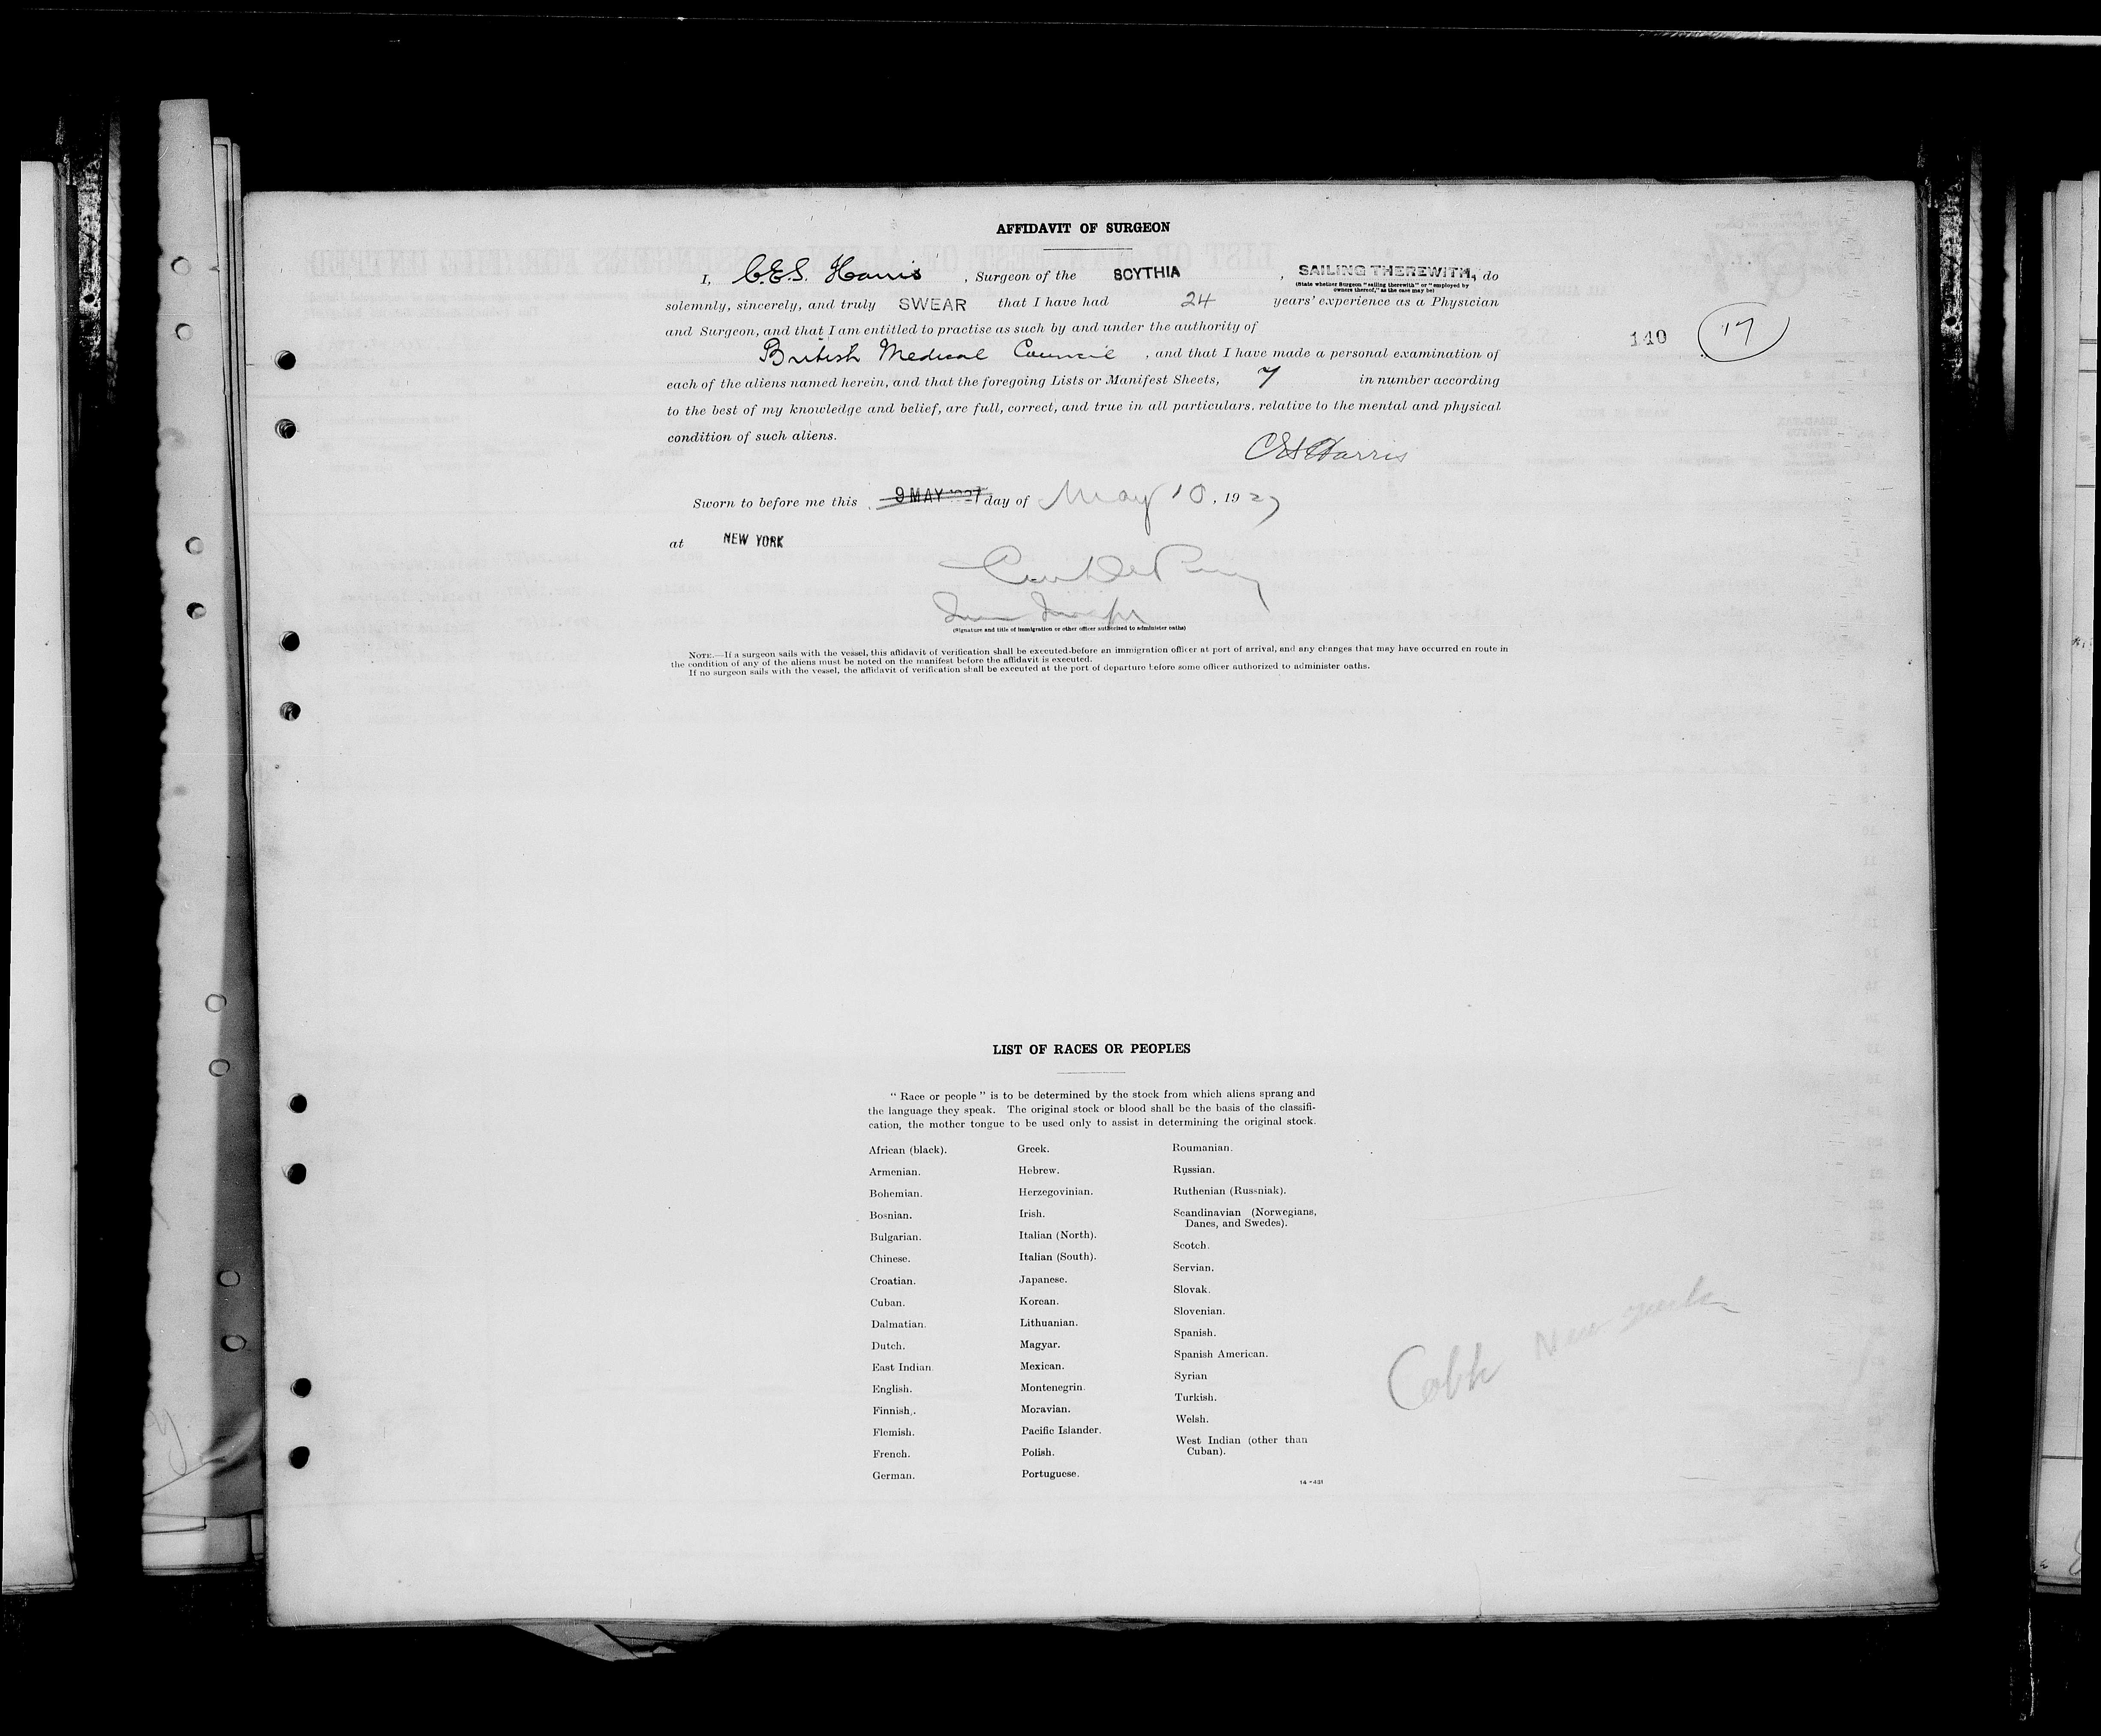 AFFIDAVIT OF SURGEON
I, C.E.S. Harris, Surgeon of the SCYTHIA, SAILING THEREWITH, do
(State whether Surgeon "sailing therewith" or "employed by
owners thereof," as the case may be)
solemnly, sincerely, and truly SWEAR that I have had 24 years' experience as a Physician
and Surgeon, and that I am entitled to practise as such by and under the authority of
140 17
British Medical Council, and that I have made a personal examination of
each of the aliens named herein, and that the foregoing Lists or Manifest Sheets, 7 in number according
to the best of my knowledge and belief, are full, correct, and true in all particulars, relative to the mental and physical
condition of such aliens.
CES Harris
Sworn to before me this 9 MAY 1927 day of May 10, 1927
at NEW YORK
(Signature and title of immigration or other officer authorized to administer oaths)
NOTE.—If a surgeon sails with the vessel, this affidavit of verification shall be executed before an immigration officer at port of arrival, and any changes that may have occurred en route in
the condition of any of the aliens must be noted on the manifest before the affidavit is executed.
If no surgeon sails with the vessel, the affidavit of verification shall be executed at the port of departure before some officer authorized to administer oaths.
LIST OF RACES OR PEOPLES
" Race or people " is to be determined by the stock from which aliens sprang and
the language they speak. The original stock or blood shall be the basis of the classifi-
cation, the mother tongue to be used only to assist in determining the original stock.
African (black).
Armenian.
Bohemian.
Bosnian.
Bulgarian.
Chinese.
Croatian.
Cuban.
Dalmatian.
Dutch.
East Indian.
English.
Finnish.
Flemish.
French.
German.
Greek.
Hebrew.
Herzegovinian.
Irish.
Italian (North).
Italian (South).
Japanese.
Korean.
Lithuanian.
Magyar.
Mexican.
Montenegrin.
Moravian.
Pacific Islander.
Polish.
Portuguese.
Roumanian.
Russian.
Ruthenian (Russniak).
Scandinavian (Norwegians,
Danes, and Swedes).
Scotch.
Servian.
Slovak.
Slovenian.
Spanish.
Spanish American.
Syrian
Turkish.
Welsh.
West Indian (other than
Cuban).
14-431
Cobh New York